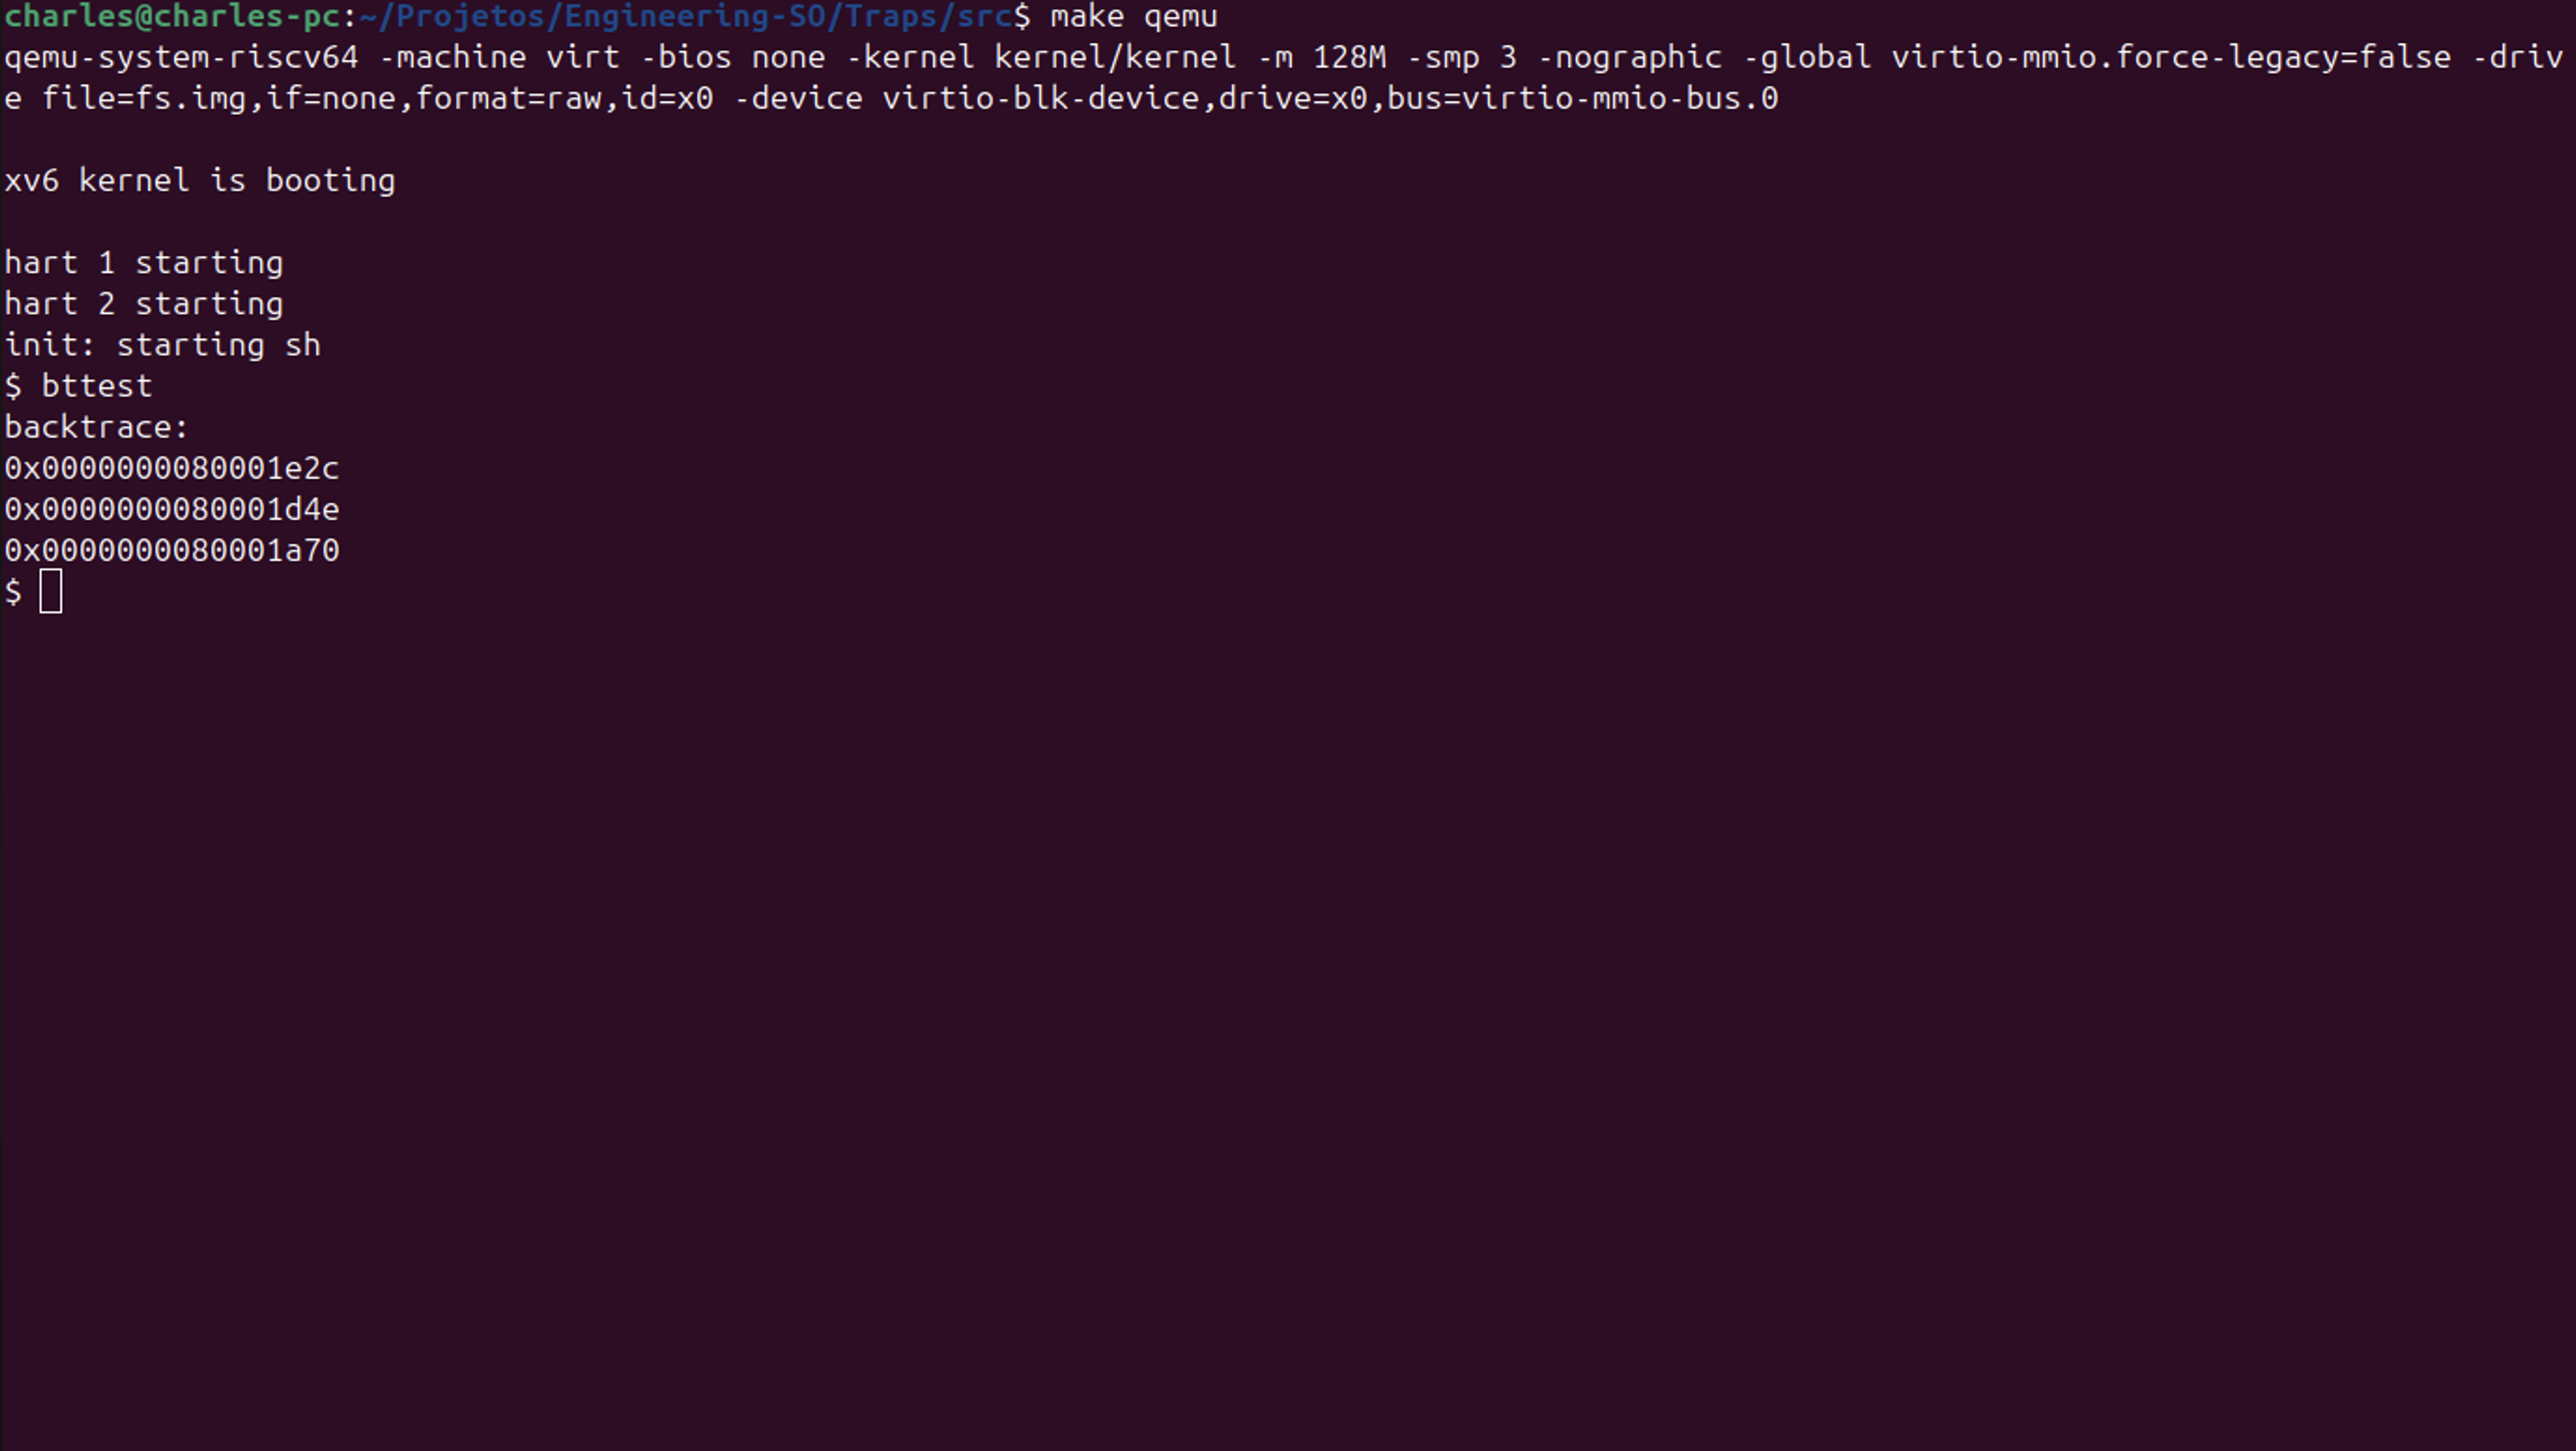 charles@charles-pc:~/Projetos/Engineering-SO/Traps/src$ make qemu
qemu-system-riscv64 -machine virt -bios none -kernel kernel/kernel -m 128M -smp 3 -nographic -global virtio-mmio.force-legacy=false -driv
e file=fs.img,if=none,format=raw,id=x0 -device virtio-blk-device,drive=x0,bus=virtio-mmio-bus.0
xv6 kernel is booting
hart 1 starting
hart 2 starting
init: starting sh
$ bttest
backtrace:
0x0000000080001e2c
0x0000000080001d4e
0x0000000080001a70
$